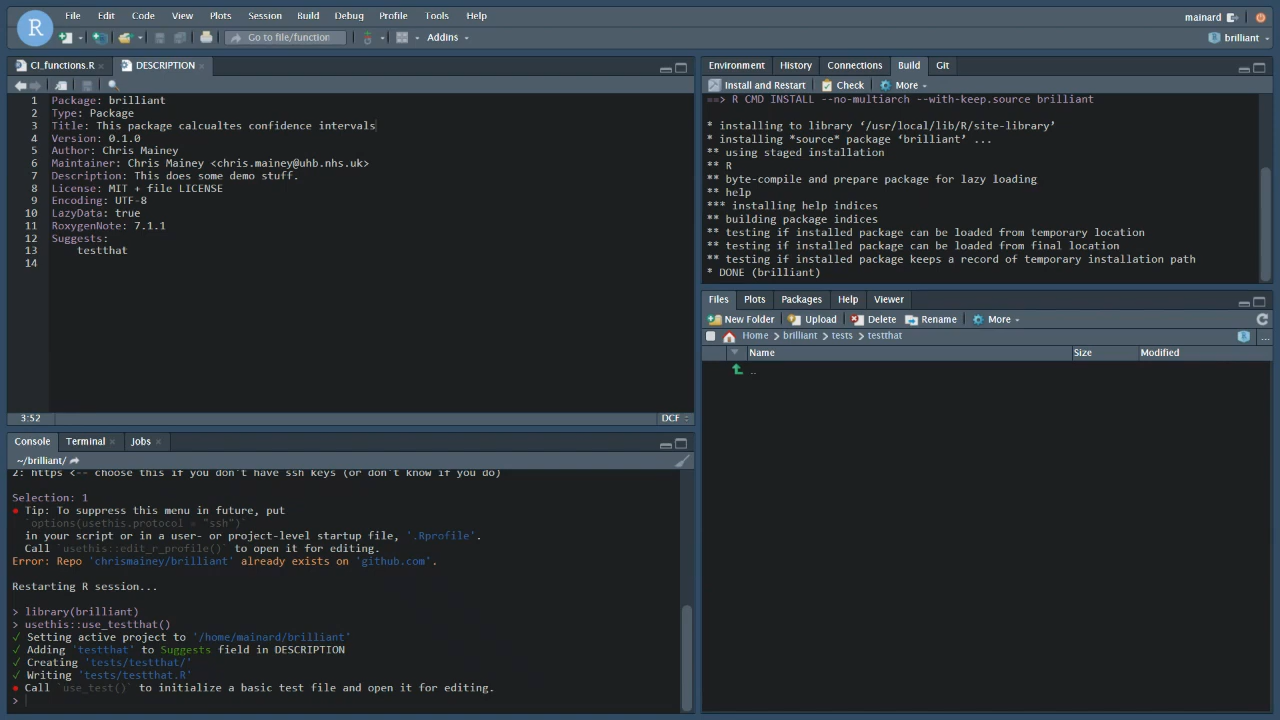 File Edit Code View Plots Session Build Debug Profile Tools Help
mainard
R
Go to file/function
Addins
brilliant
CI_functions.R
DESCRIPTION
1 Package: brilliant
2 Type: Package
3 Title: This package calcualtes confidence intervals
4 Version: 0.1.0
5 Author: Chris Mainey
6 Maintainer: Chris Mainey <chris.mainey@uhb.nhs.uk>
7 Description: This does some demo stuff.
8 License: MIT + file LICENSE
9 Encoding: UTF-8
10 LazyData: true
11 RoxygenNote: 7.1.1
12 Suggests:
13 testthat
14
3:52
DCF
Console Terminal Jobs
~/brilliant/
2: https <-- choose this if you don't have ssh keys (or don't know if you do)
Selection: 1
● Tip: To suppress this menu in future, put
`options(usethis.protocol = "ssh")`
in your script or in a user- or project-level startup file, '.Rprofile'.
Call `usethis::edit_r_profile()` to open it for editing.
Error: Repo 'chrismainey/brilliant' already exists on 'github.com'.
Restarting R session...
> library(brilliant)
> usethis::use_testthat()
✓ Setting active project to '/home/mainard/brilliant'
✓ Adding 'testthat' to Suggests field in DESCRIPTION
✓ Creating 'tests/testthat/'
✓ Writing 'tests/testthat.R'
● Call `use_test()` to initialize a basic test file and open it for editing.
>
Environment History Connections Build Git
Install and Restart Check More
==> R CMD INSTALL --no-multiarch --with-keep.source brilliant
* installing to library ‘/usr/local/lib/R/site-library’
* installing *source* package ‘brilliant’ ...
** using staged installation
** R
** byte-compile and prepare package for lazy loading
** help
*** installing help indices
** building package indices
** testing if installed package can be loaded from temporary location
** testing if installed package can be loaded from final location
** testing if installed package keeps a record of temporary installation path
* DONE (brilliant)
Files Plots Packages Help Viewer
New Folder Upload Delete Rename More
Home > brilliant > tests > testthat
...
Name Size Modified
..